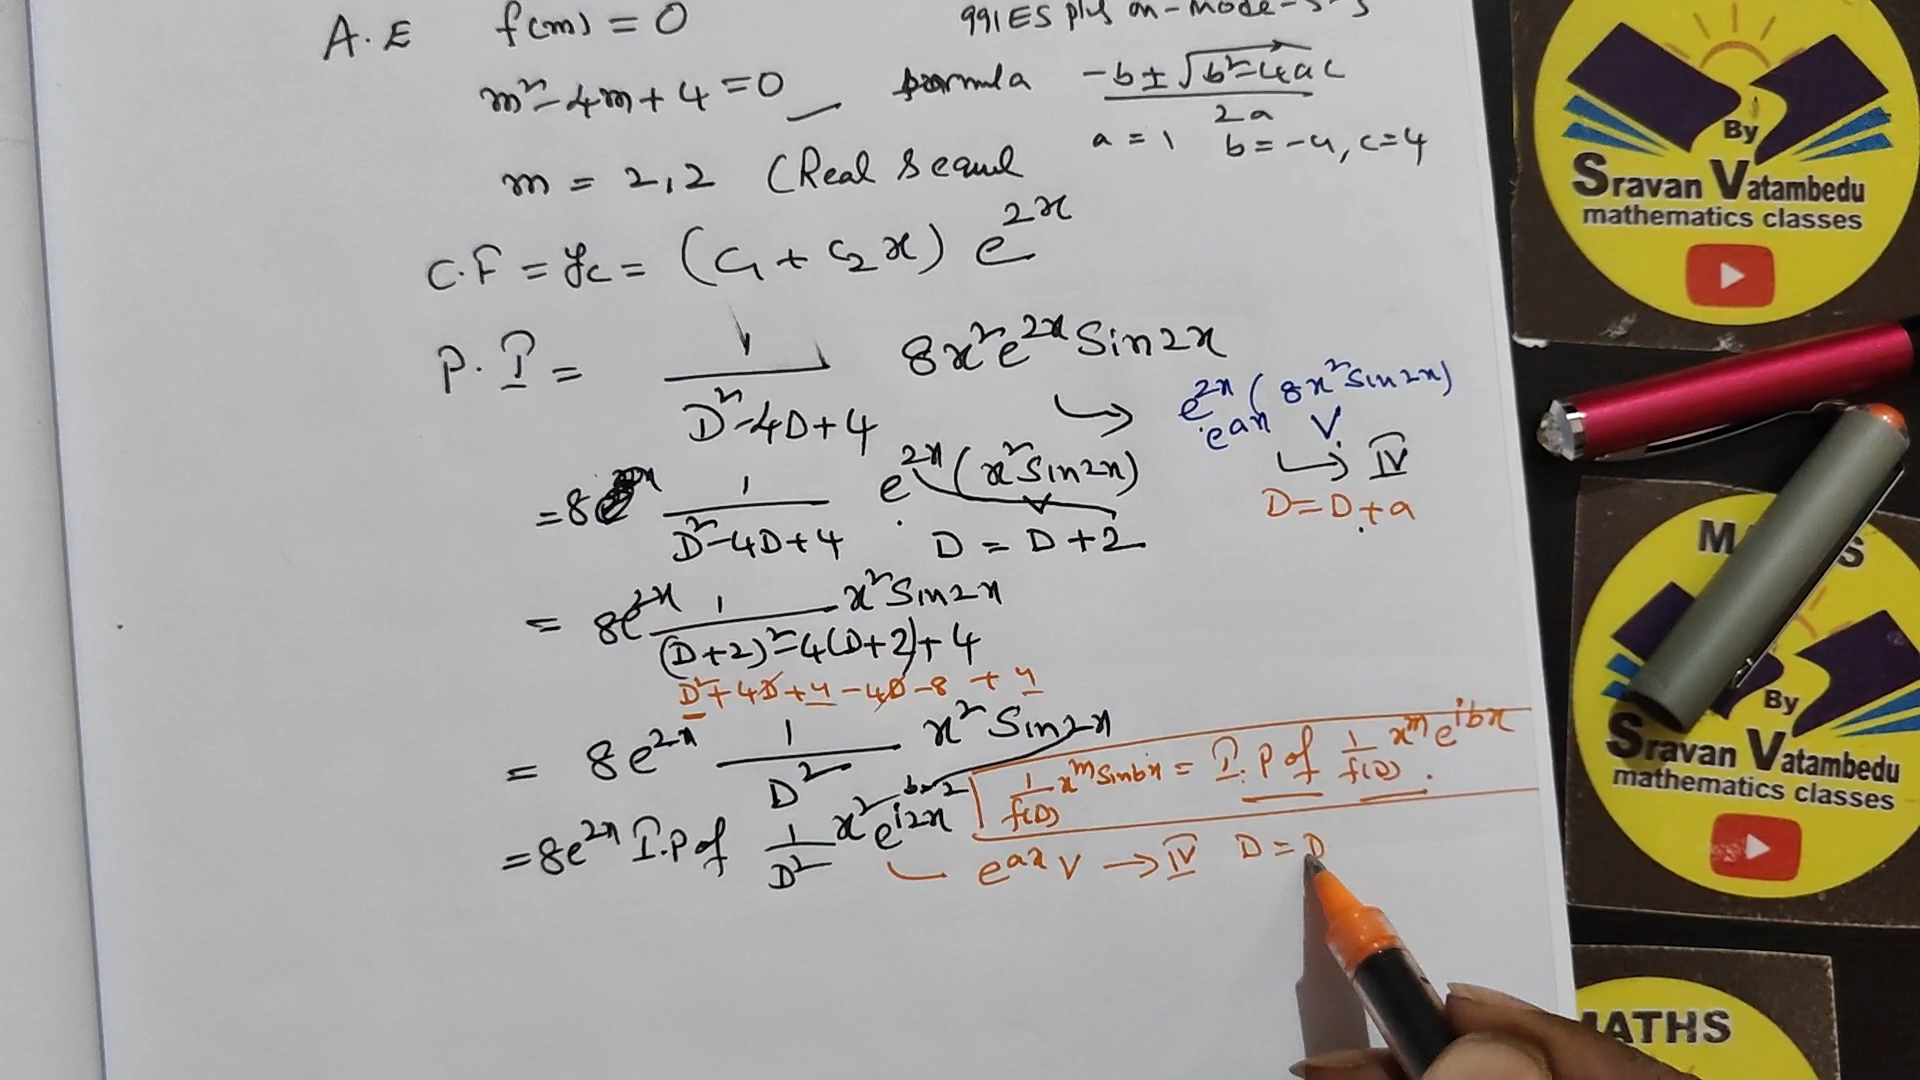 A.E f(m) = 0
991ES plus on-mode-5-3
m²-4m+4=0 formula -b±√b²-4ac / 2a
a=1 b=-4, c=4
m = 2,2 (Real & equal
C.F = yc = (C₁ + C₂x) e^2x
P.I = 1/(D²-4D+4) 8x²e^2x Sin2x
→ e^2x (8x² sin2x)
e^ax V
→ IV
D=D+a
=8 1/(D²-4D+4) e^2x (x² Sin2x)
V
D = D+2
= 8e^2x 1/((D+2)²-4(D+2)+4) x² Sin2x
D²+4D+4-4D-8+4
= 8e^2x 1/D² x² Sin2x
b=2
1/f(D) x^m sinbx = I.P of 1/f(D) x^m e^ibx.
=8e^2x I.P of 1/D² x² e^i2x
e^ax V → IV D=D
By
Sravan Vatambedu
mathematics classes
By
Sravan Vatambedu
mathematics classes
MATHS